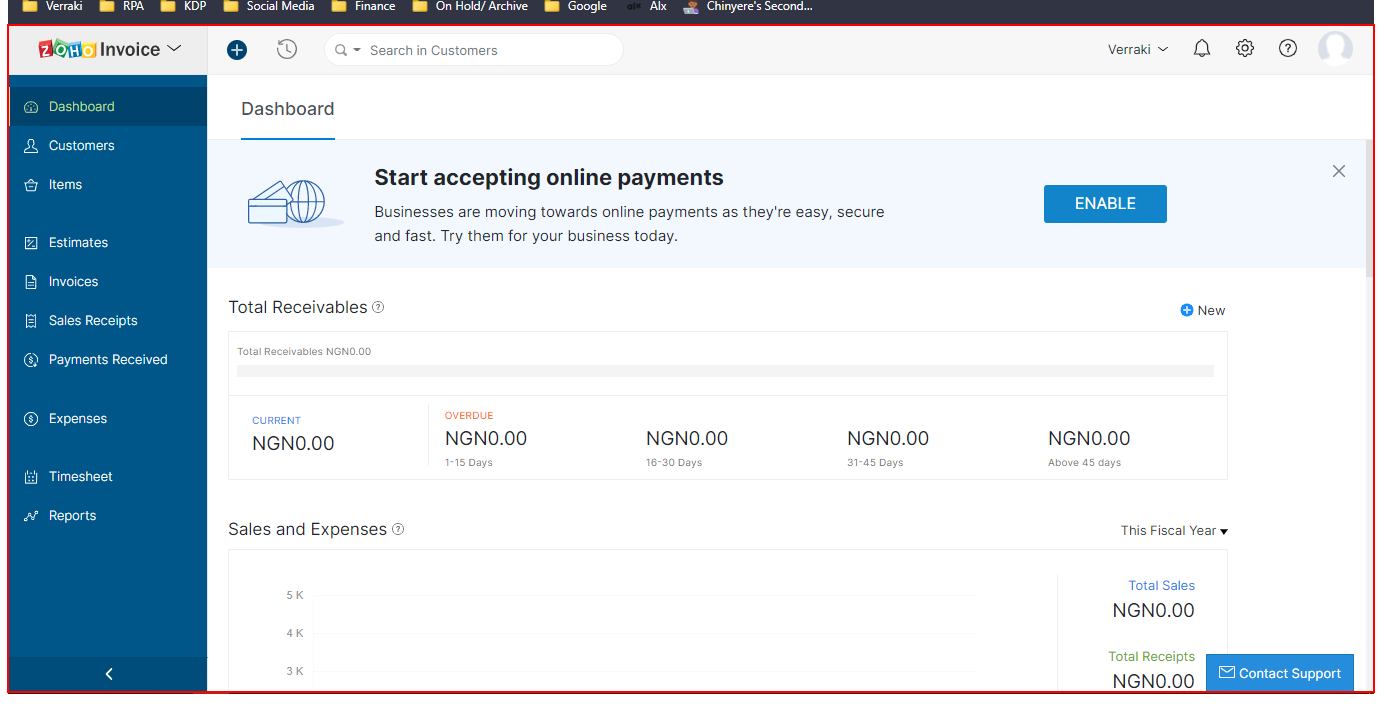 Verraki RPA KDP Social Media Finance On Hold/ Archive Google alx Alx Chinyere's Second...
ZOHO Invoice
Search in Customers
Verraki
Dashboard
Customers
Items
Estimates
Invoices
Sales Receipts
Payments Received
Expenses
Timesheet
Reports
Dashboard
Start accepting online payments
Businesses are moving towards online payments as they're easy, secure
and fast. Try them for your business today.
ENABLE
Total Receivables ?
New
Total Receivables NGN0.00
CURRENT
NGN0.00
OVERDUE
NGN0.00 NGN0.00 NGN0.00 NGN0.00
1-15 Days 16-30 Days 31-45 Days Above 45 days
Sales and Expenses ?
This Fiscal Year
5 K
4 K
3 K
Total Sales
NGN0.00
Total Receipts
NGN0.00
Contact Support